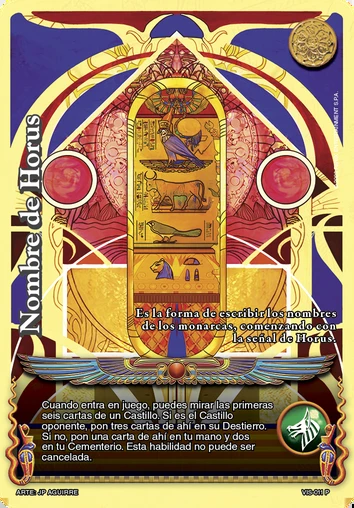 Nombre de Horus
Es la forma de escribir los nombres
de los monarcas, comenzando con
la señal de Horus.
Cuando entra en juego, puedes mirar las primeras
seis cartas de un Castillo. Si es el Castillo
oponente, pon tres cartas de ahí en su Destierro.
Si no, pon una carta de ahí en tu mano y dos
en tu Cementerio. Esta habilidad no puede ser
cancelada.
ARTE: JP AGUIRRE
VIS-011 P